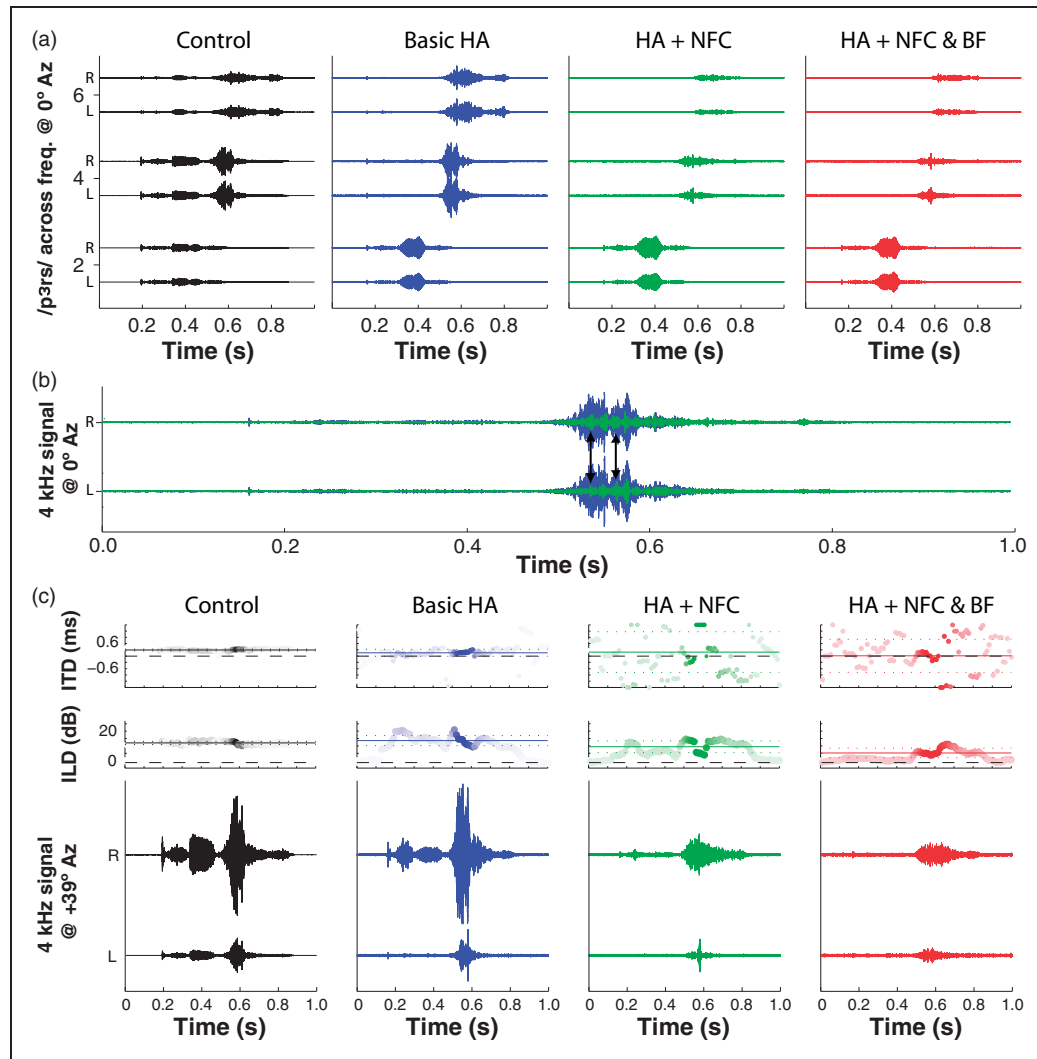 (a)
Control Basic HA HA + NFC HA + NFC & BF
/pɜrs/ across freq. @ 0° Az
R
6
L
R
4
L
R
2
L
0.2 0.4 0.6 0.8 0.2 0.4 0.6 0.8 0.2 0.4 0.6 0.8 0.2 0.4 0.6 0.8
Time (s) Time (s) Time (s) Time (s)
(b)
4 kHz signal
@ 0° Az
R
L
0.0 0.2 0.4 0.6 0.8 1.0
Time (s)
(c)
Control Basic HA HA + NFC HA + NFC & BF
ITD (ms)
0.6
−0.6
ILD (dB)
20
0
4 kHz signal
@ +39° Az
R
L
0 0.2 0.4 0.6 0.8 1.0 0 0.2 0.4 0.6 0.8 1.0 0 0.2 0.4 0.6 0.8 1.0 0 0.2 0.4 0.6 0.8 1.0
Time (s) Time (s) Time (s) Time (s)